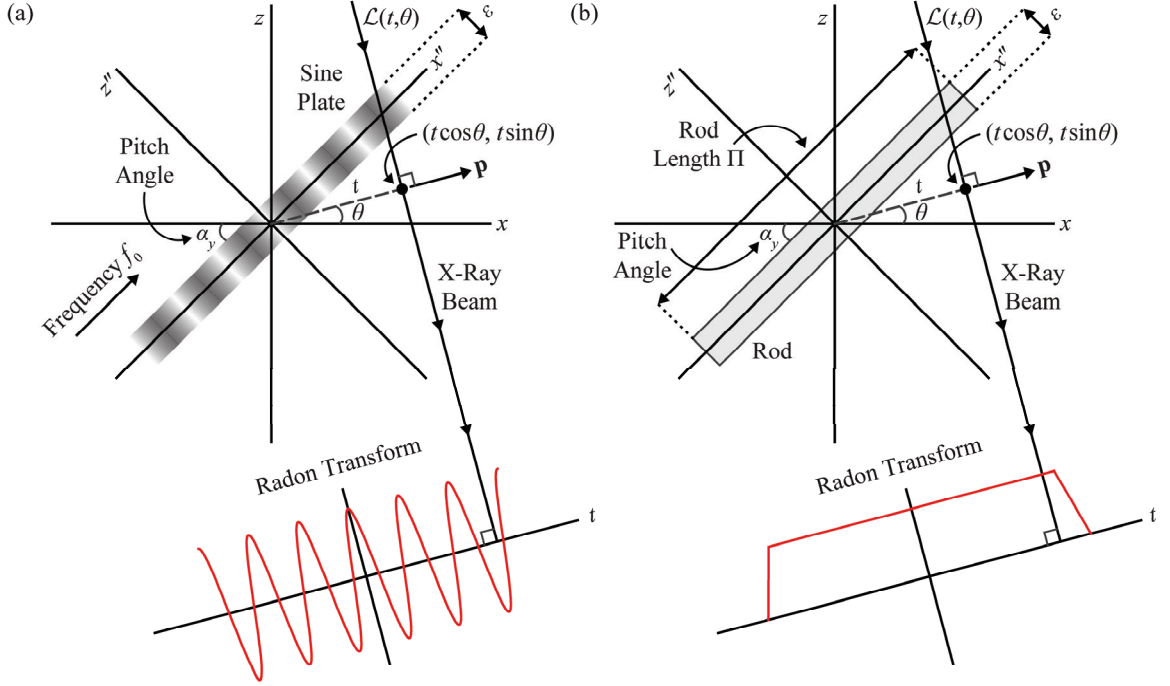 (a)
z
ℒ(t,θ)
ε
x″
z″
Sine
Plate
(t cosθ, t sinθ)
Pitch
Angle
t
p
θ
x
α_y
Frequency f_0
X-Ray
Beam
Radon Transform
t
(b)
z
ℒ(t,θ)
ε
x″
z″
Rod
Length Π
(t cosθ, t sinθ)
t
p
θ
x
α_y
Pitch
Angle
X-Ray
Beam
Rod
Radon Transform
t